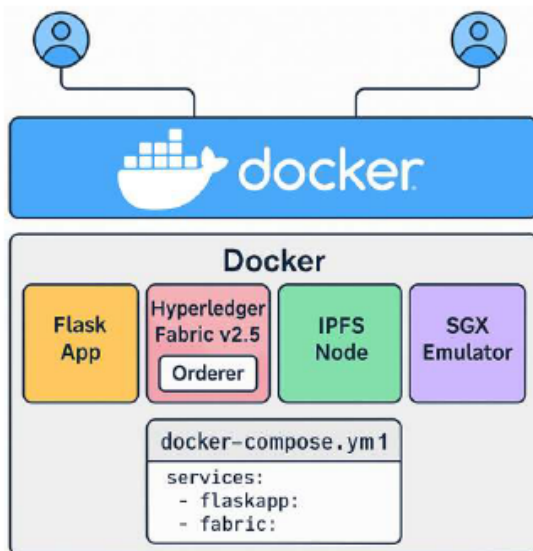 docker
Docker
Flask
App
Hyperledger
Fabric v2.5
Orderer
IPFS
Node
SGX
Emulator
docker-compose.ym1
services:
- flaskapp:
- fabric: